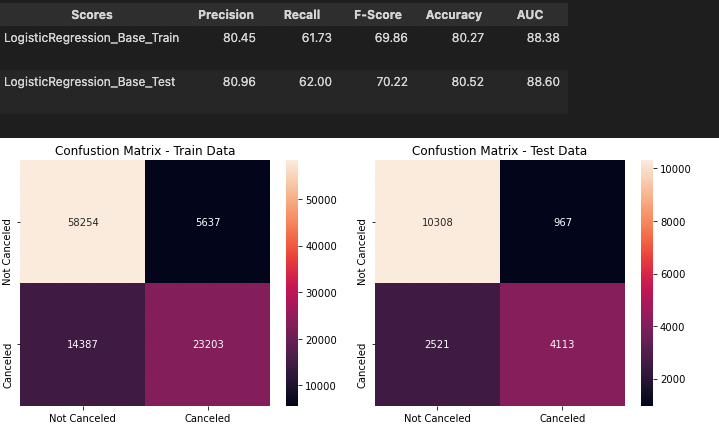 Scores Precision Recall F-Score Accuracy AUC
LogisticRegression_Base_Train 80.45 61.73 69.86 80.27 88.38
LogisticRegression_Base_Test 80.96 62.00 70.22 80.52 88.60
Confustion Matrix - Train Data
Not Canceled
Canceled
58254 5637
14387 23203
Not Canceled Canceled
50000
40000
30000
20000
10000
Confustion Matrix - Test Data
Not Canceled
Canceled
10308 967
2521 4113
Not Canceled Canceled
10000
8000
6000
4000
2000